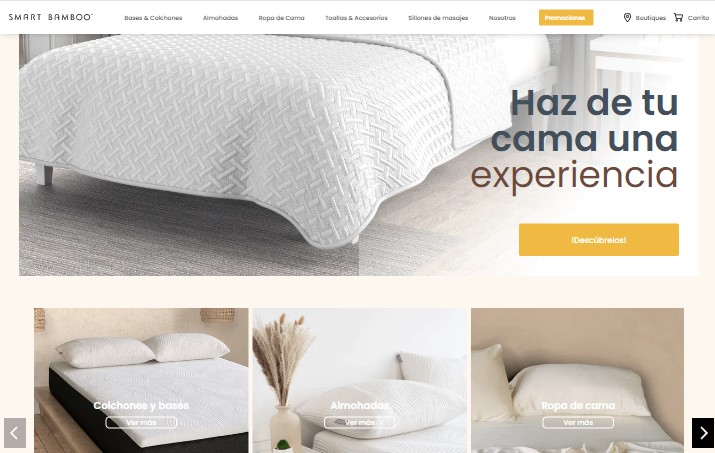 SMART BAMBOO
Bases & Colchones
Almohadas
Ropa de Cama
Toallas & Accesorios
Sillones de masajes
Nosotros
Promociones
Boutiques
Carrito
Haz de tu
cama una
experiencia
¡Descúbrelos!
Colchones y bases
Ver más
Almohadas
Ver más
Ropa de cama
Ver más